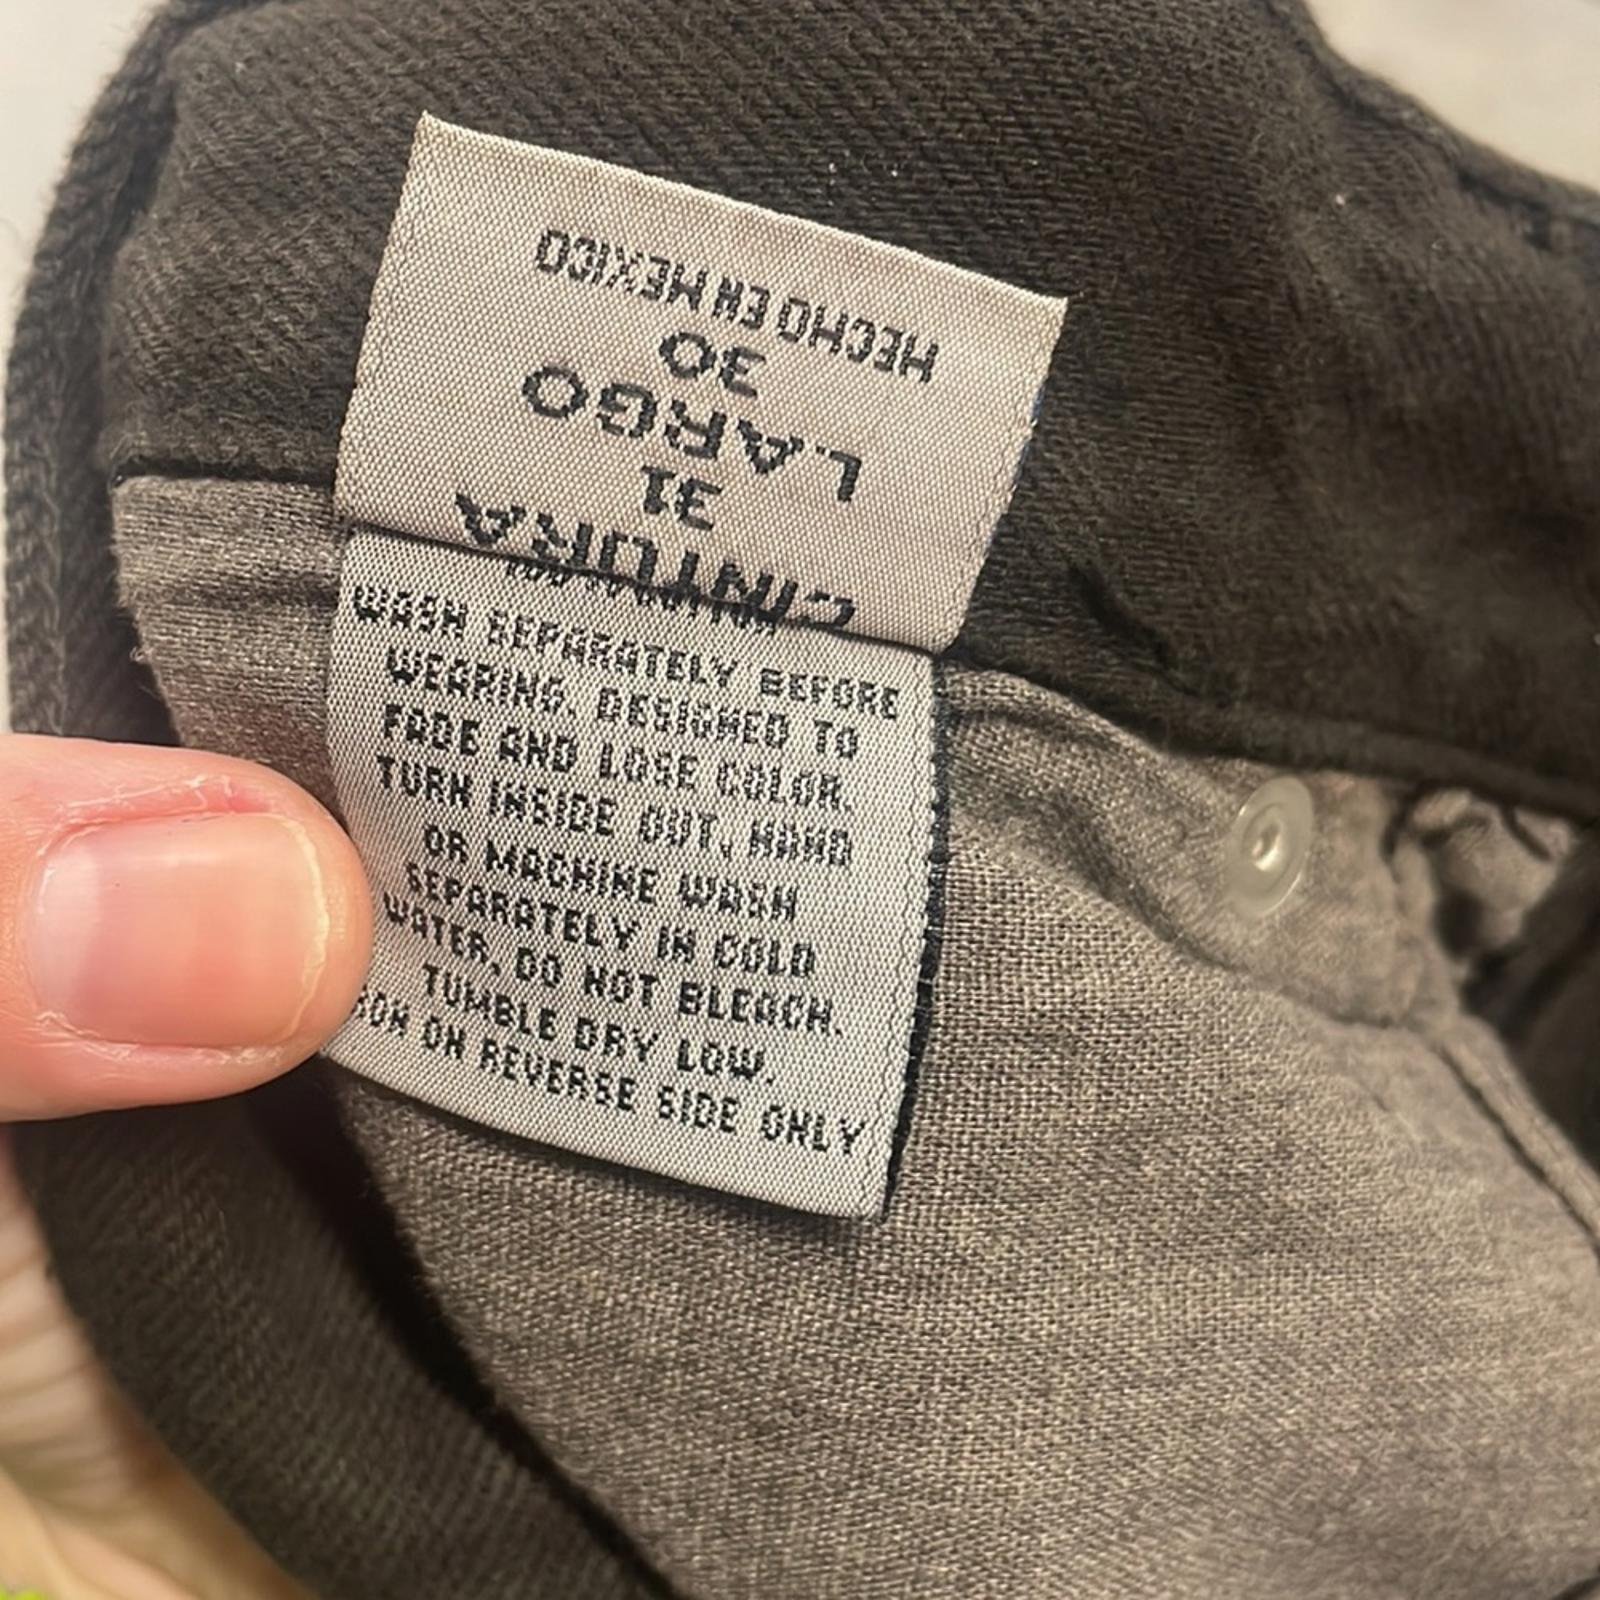 HECHO EN MEXICO
30
LARGO
31
CINTURA
WASH SEPARATELY BEFORE
WEARING. DESIGNED TO
FADE AND LOSE COLOR.
TURN INSIDE OUT, HAND
OR MACHINE WASH
SEPARATELY IN COLD
WATER. DO NOT BLEACH.
TUMBLE DRY LOW.
ON REVERSE SIDE ONLY